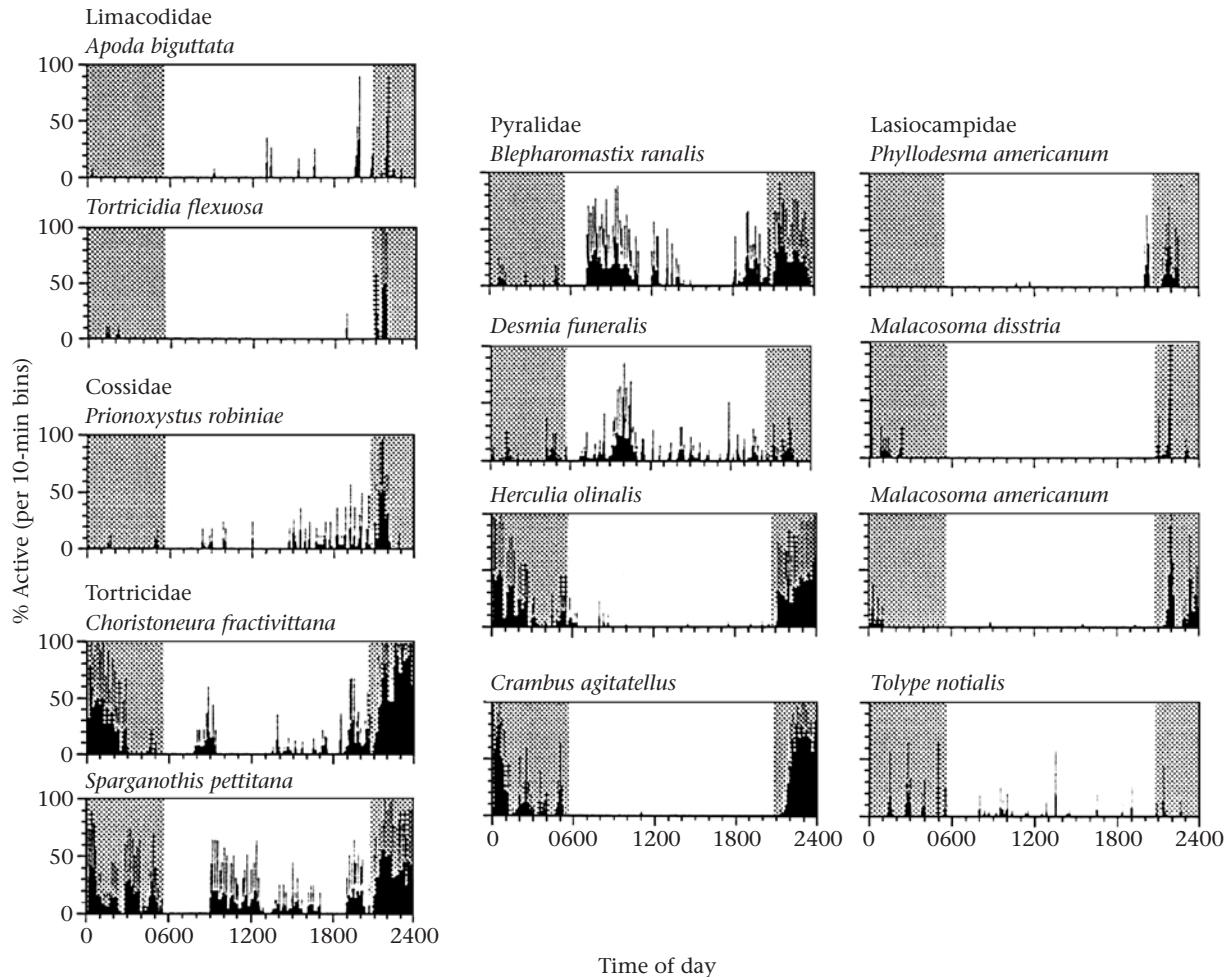 Limacodidae
Apoda biguttata
100
50
0
Tortricidia flexuosa
100
50
0
Cossidae
Prionoxystus robiniae
100
50
0
Tortricidae
Choristoneura fractivittana
100
50
0
Sparganothis pettitana
100
50
0
0 0600 1200 1800 2400
% Active (per 10-min bins)
Pyralidae
Blepharomastix ranalis
Desmia funeralis
Herculia olinalis
Crambus agitatellus
0 0600 1200 1800 2400
Lasiocampidae
Phyllodesma americanum
Malacosoma disstria
Malacosoma americanum
Tolype notialis
0 0600 1200 1800 2400
Time of day